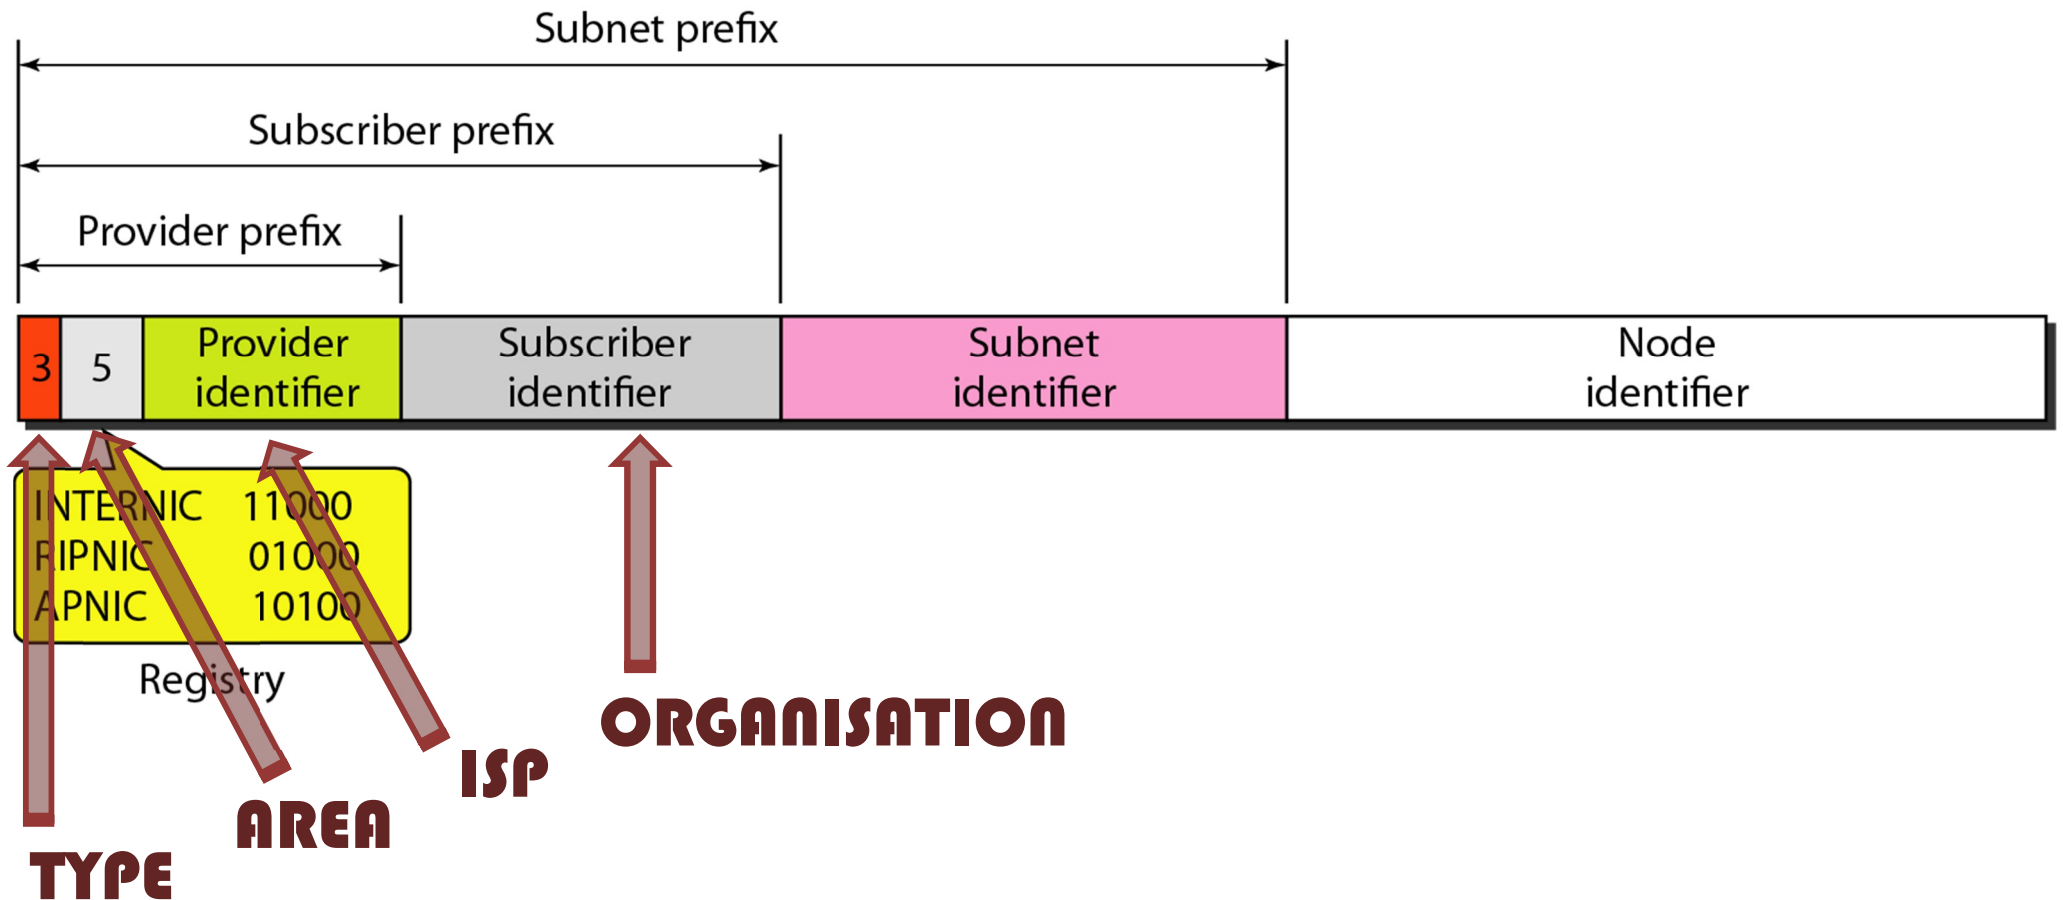 Subnet prefix
Subscriber prefix
Provider prefix
3
5
Provider
identifier
Subscriber
identifier
Subnet
identifier
Node
identifier
INTERNIC 11000
RIPNIC 01000
APNIC 10100
Registry
ORGANISATION
ISP
AREA
TYPE